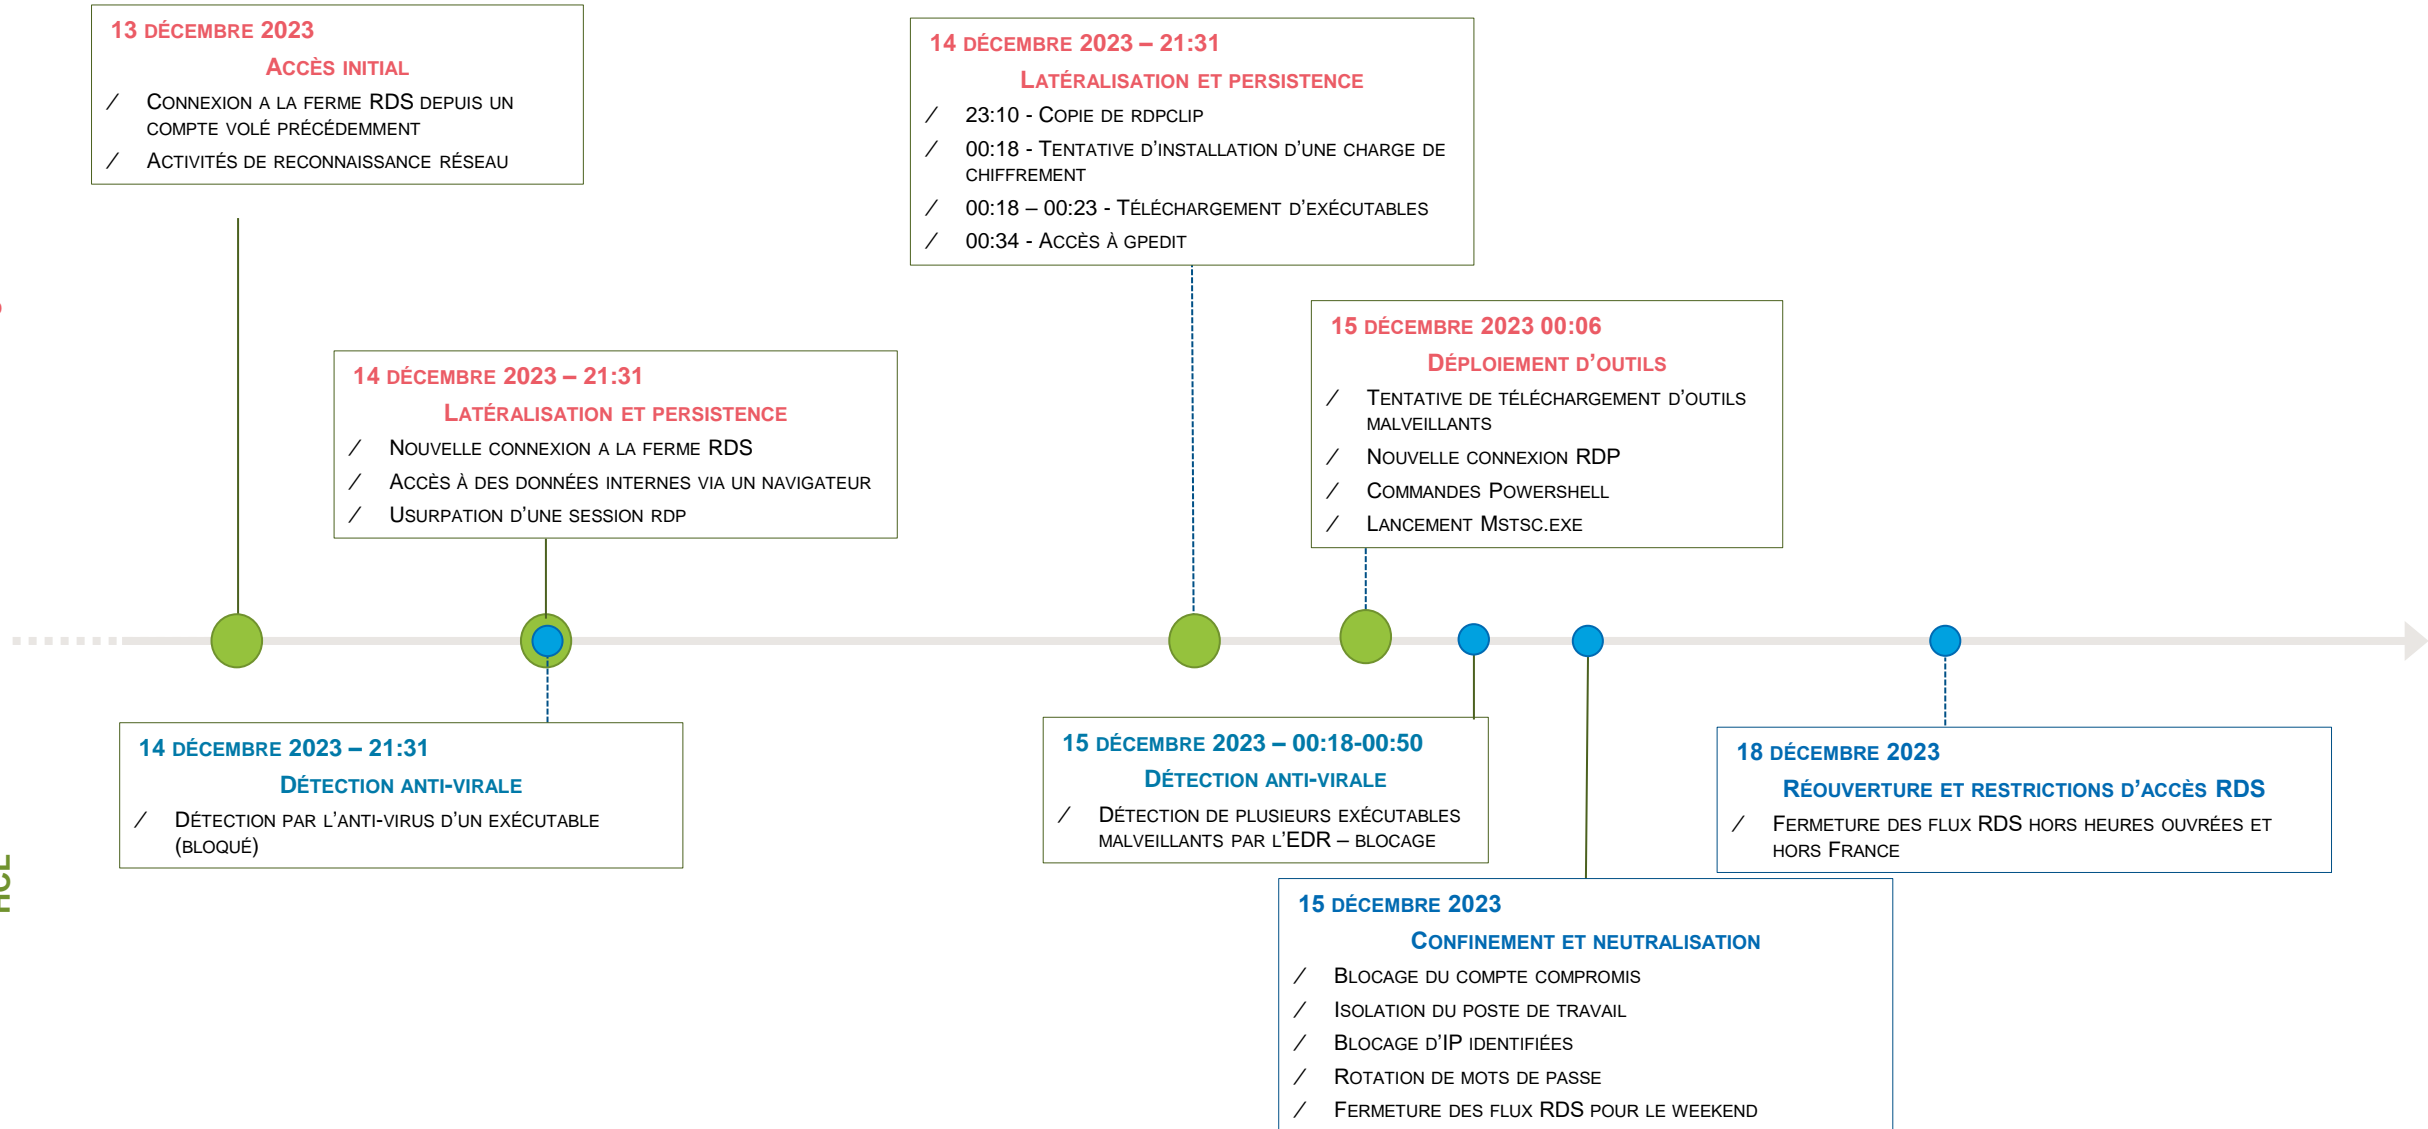 13 DÉCEMBRE 2023
ACCÈS INITIAL
/ CONNEXION A LA FERME RDS DEPUIS UN
COMPTE VOLÉ PRÉCÉDEMMENT
/ ACTIVITÉS DE RECONNAISSANCE RÉSEAU
14 DÉCEMBRE 2023 – 21:31
LATÉRALISATION ET PERSISTENCE
/ 23:10 - COPIE DE RDPCLIP
/ 00:18 - TENTATIVE D’INSTALLATION D’UNE CHARGE DE
CHIFFREMENT
/ 00:18 – 00:23 - TÉLÉCHARGEMENT D’EXÉCUTABLES
/ 00:34 - ACCÈS À GPEDIT
14 DÉCEMBRE 2023 – 21:31
LATÉRALISATION ET PERSISTENCE
/ NOUVELLE CONNEXION A LA FERME RDS
/ ACCÈS À DES DONNÉES INTERNES VIA UN NAVIGATEUR
/ USURPATION D’UNE SESSION RDP
15 DÉCEMBRE 2023 00:06
DÉPLOIEMENT D’OUTILS
/ TENTATIVE DE TÉLÉCHARGEMENT D’OUTILS
MALVEILLANTS
/ NOUVELLE CONNEXION RDP
/ COMMANDES POWERSHELL
/ LANCEMENT MSTSC.EXE
14 DÉCEMBRE 2023 – 21:31
DÉTECTION ANTI-VIRALE
/ DÉTECTION PAR L’ANTI-VIRUS D’UN EXÉCUTABLE
(BLOQUÉ)
15 DÉCEMBRE 2023 – 00:18-00:50
DÉTECTION ANTI-VIRALE
/ DÉTECTION DE PLUSIEURS EXÉCUTABLES
MALVEILLANTS PAR L’EDR – BLOCAGE
18 DÉCEMBRE 2023
RÉOUVERTURE ET RESTRICTIONS D’ACCÈS RDS
/ FERMETURE DES FLUX RDS HORS HEURES OUVRÉES ET
HORS FRANCE
15 DÉCEMBRE 2023
CONFINEMENT ET NEUTRALISATION
/ BLOCAGE DU COMPTE COMPROMIS
/ ISOLATION DU POSTE DE TRAVAIL
/ BLOCAGE D’IP IDENTIFIÉES
/ ROTATION DE MOTS DE PASSE
/ FERMETURE DES FLUX RDS POUR LE WEEKEND